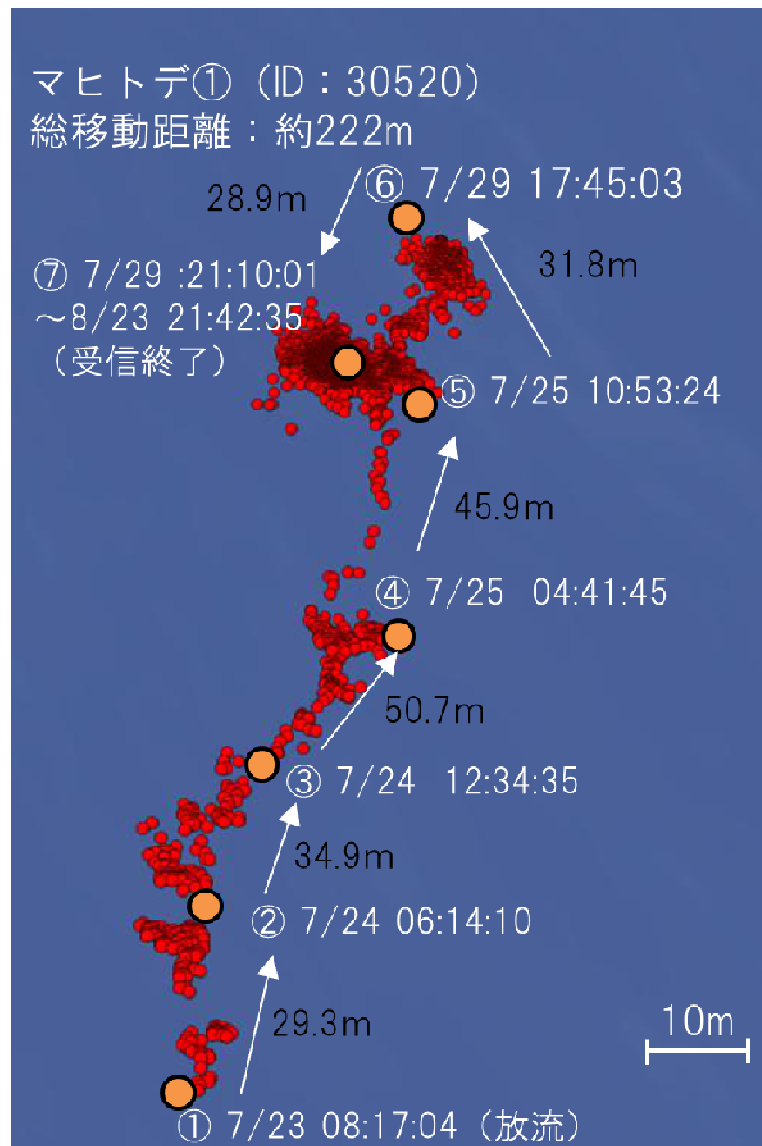 マヒトデ① (ID：30520)
総移動距離：約222m
⑥ 7/29 17:45:03
28.9m
31.8m
⑦ 7/29 :21:10:01
～8/23 21:42:35
（受信終了）
⑤ 7/25 10:53:24
45.9m
④ 7/25 04:41:45
50.7m
③ 7/24 12:34:35
34.9m
② 7/24 06:14:10
10m
29.3m
① 7/23 08:17:04（放流）